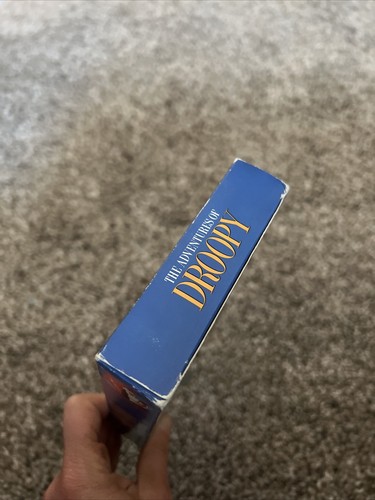 THE ADVENTURES OF
DROOPY